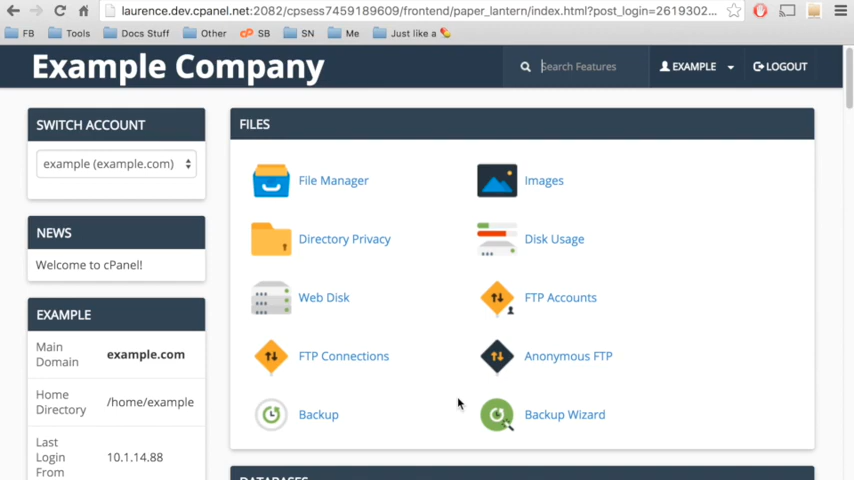 laurence.dev.cpanel.net:2082/cpsess7459189609/frontend/paper_lantern/index.html?post_login=2619302...
FB Tools Docs Stuff Other SB SN Me Just like a
Example Company
Search Features
EXAMPLE
LOGOUT
SWITCH ACCOUNT
example (example.com)
NEWS
Welcome to cPanel!
EXAMPLE
Main
Domain
example.com
Home
Directory
/home/example
Last
Login
From
10.1.14.88
FILES
File Manager
Images
Directory Privacy
Disk Usage
Web Disk
FTP Accounts
FTP Connections
Anonymous FTP
Backup
Backup Wizard
DATABASES